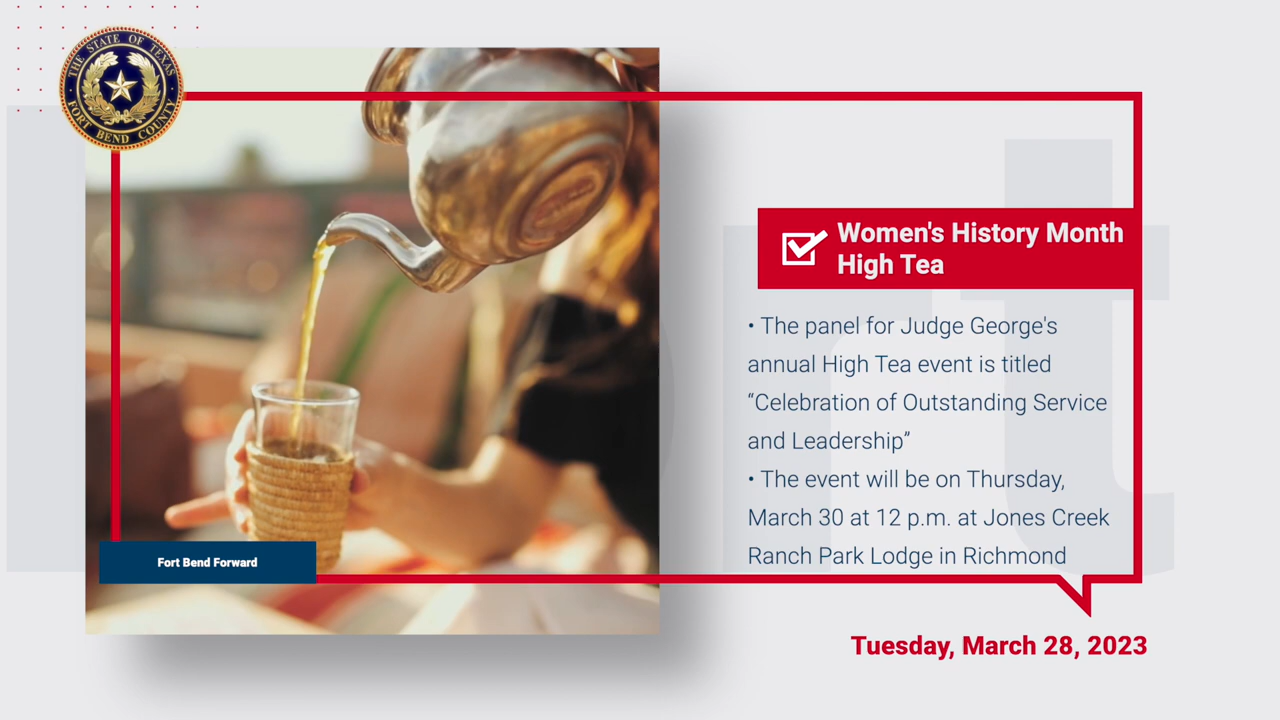 THE STATE OF TEXAS
FORT BEND COUNTY
Women's History Month
High Tea
• The panel for Judge George's
annual High Tea event is titled
“Celebration of Outstanding Service
and Leadership”
• The event will be on Thursday,
March 30 at 12 p.m. at Jones Creek
Ranch Park Lodge in Richmond
Fort Bend Forward
Tuesday, March 28, 2023